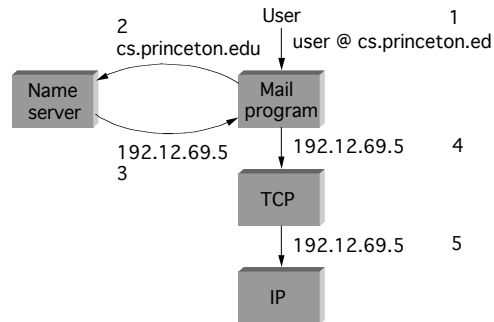 User
1
user @ cs.princeton.ed
2
cs.princeton.edu
Name
server
Mail
program
192.12.69.5
3
192.12.69.5
4
TCP
192.12.69.5
5
IP